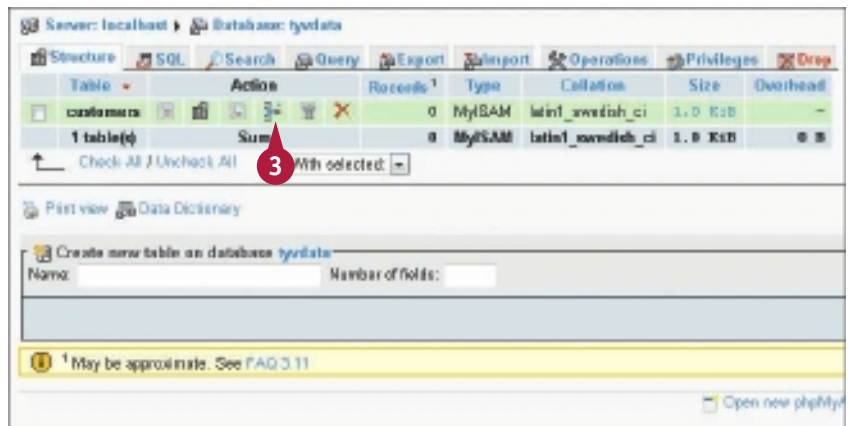 Server: localhost Database: tyvdata
Structure SQL Search Query Export Import Operations Privileges Drop
Table Action Records 1 Type Collation Size Overhead
customers 0 MyISAM latin1_swedish_ci 1.0 KiB -
1 table(s) Sum 0 MyISAM latin1_swedish_ci 1.0 KiB 0 B
Check All / Uncheck All With selected:
3
Print view Data Dictionary
Create new table on database tyvdata
Name: Number of fields:
1 May be approximate. See FAQ 3.11
Open new phpMyA